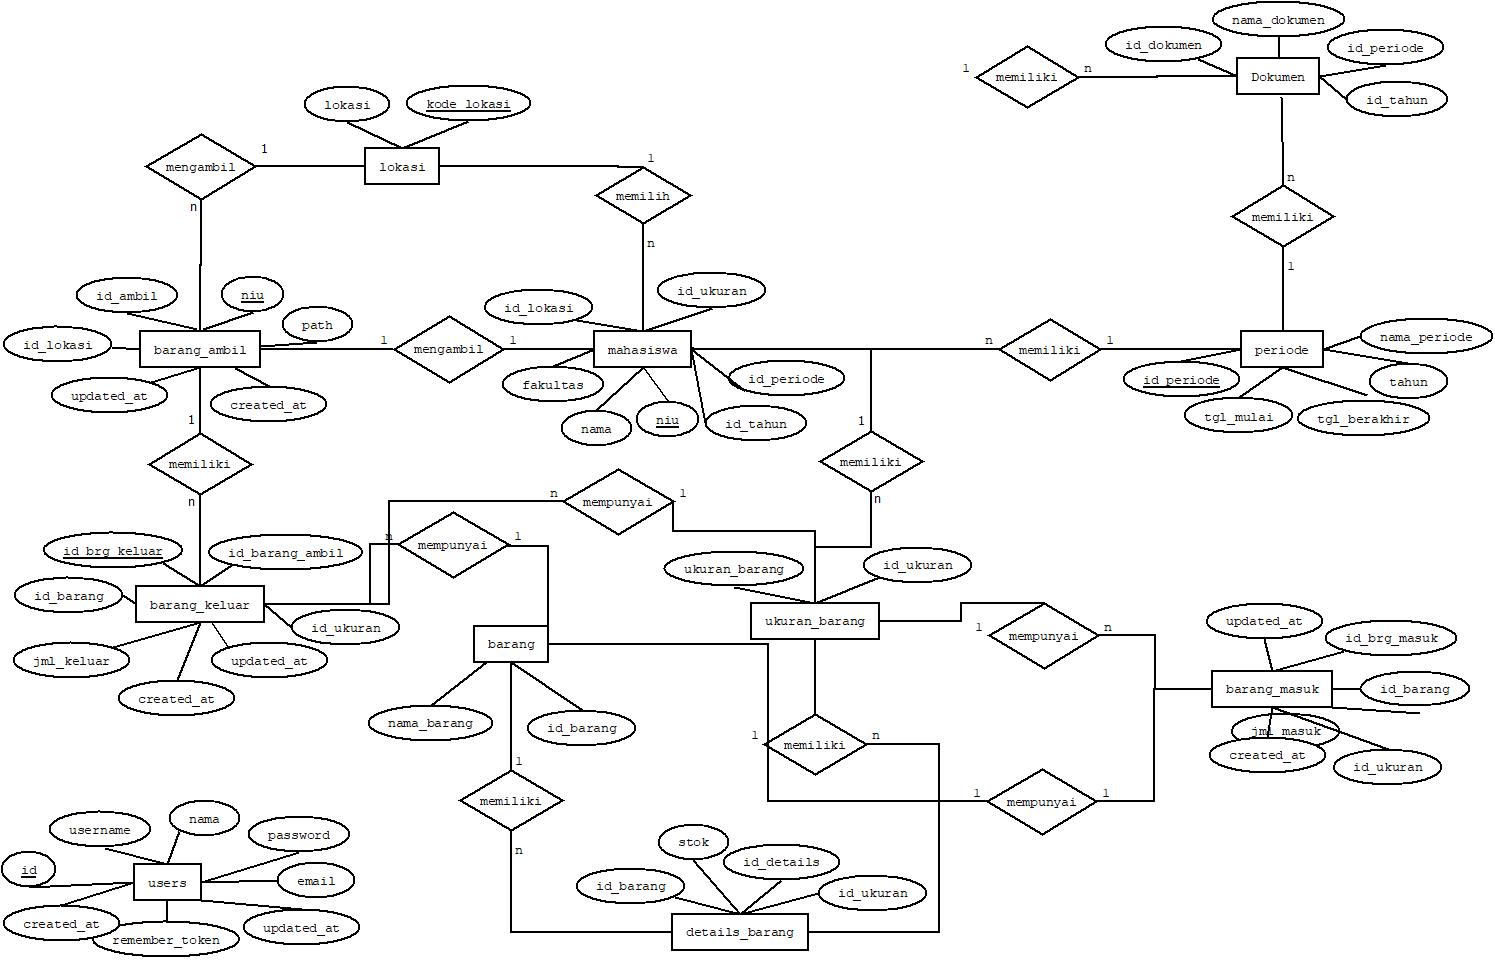 nama_dokumen
id_dokumen
id_periode
1
memiliki
n
Dokumen
id_tahun
lokasi
kode_lokasi
mengambil
1
lokasi
1
memilih
n
n
n
memiliki
1
id_ambil
niu
path
id_lokasi
barang_ambil
updated_at
created_at
1
mengambil
1
id_lokasi
id_ukuran
mahasiswa
fakultas
nama
niu
id_periode
id_tahun
n
memiliki
1
periode
nama_periode
id_periode
tahun
tgl_mulai
tgl_berakhir
1
memiliki
n
1
memiliki
n
n
mempunyai
1
n
mempunyai
1
id_brg_keluar
id_barang_ambil
id_barang
barang_keluar
id_ukuran
jml_keluar
updated_at
created_at
ukuran_barang
id_ukuran
ukuran_barang
barang
nama_barang
id_barang
1
mempunyai
n
updated_at
id_brg_masuk
barang_masuk
id_barang
jml_masuk
created_at
id_ukuran
1
memiliki
n
1
memiliki
n
1
mempunyai
1
stok
id_details
id_barang
id_ukuran
details_barang
username
nama
password
id
users
email
created_at
remember_token
updated_at